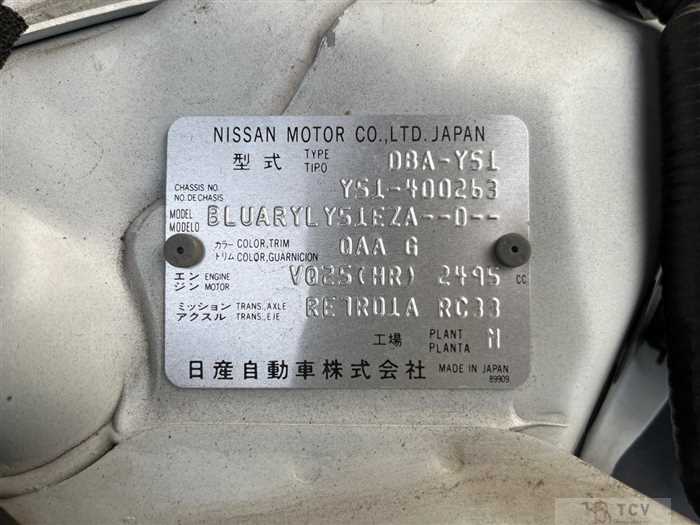 NISSAN MOTOR CO.,LTD. JAPAN
型式 TYPE TIPO DBA-Y51
CHASSIS NO. NO. DE CHASIS Y51-400263
MODEL MODELO BLUARYLY51EZA--D--
カラー COLOR,TRIM トリム COLOR,GUARNICION QAA G
エンジン ENGINE MOTOR VQ25(HR) 2495 CC
ミッション TRANS.,AXLE アクスル TRANS.,EJE RE7R01A RC33
工場 PLANT PLANTA M
日産自動車株式会社 MADE IN JAPAN
89909
TCV